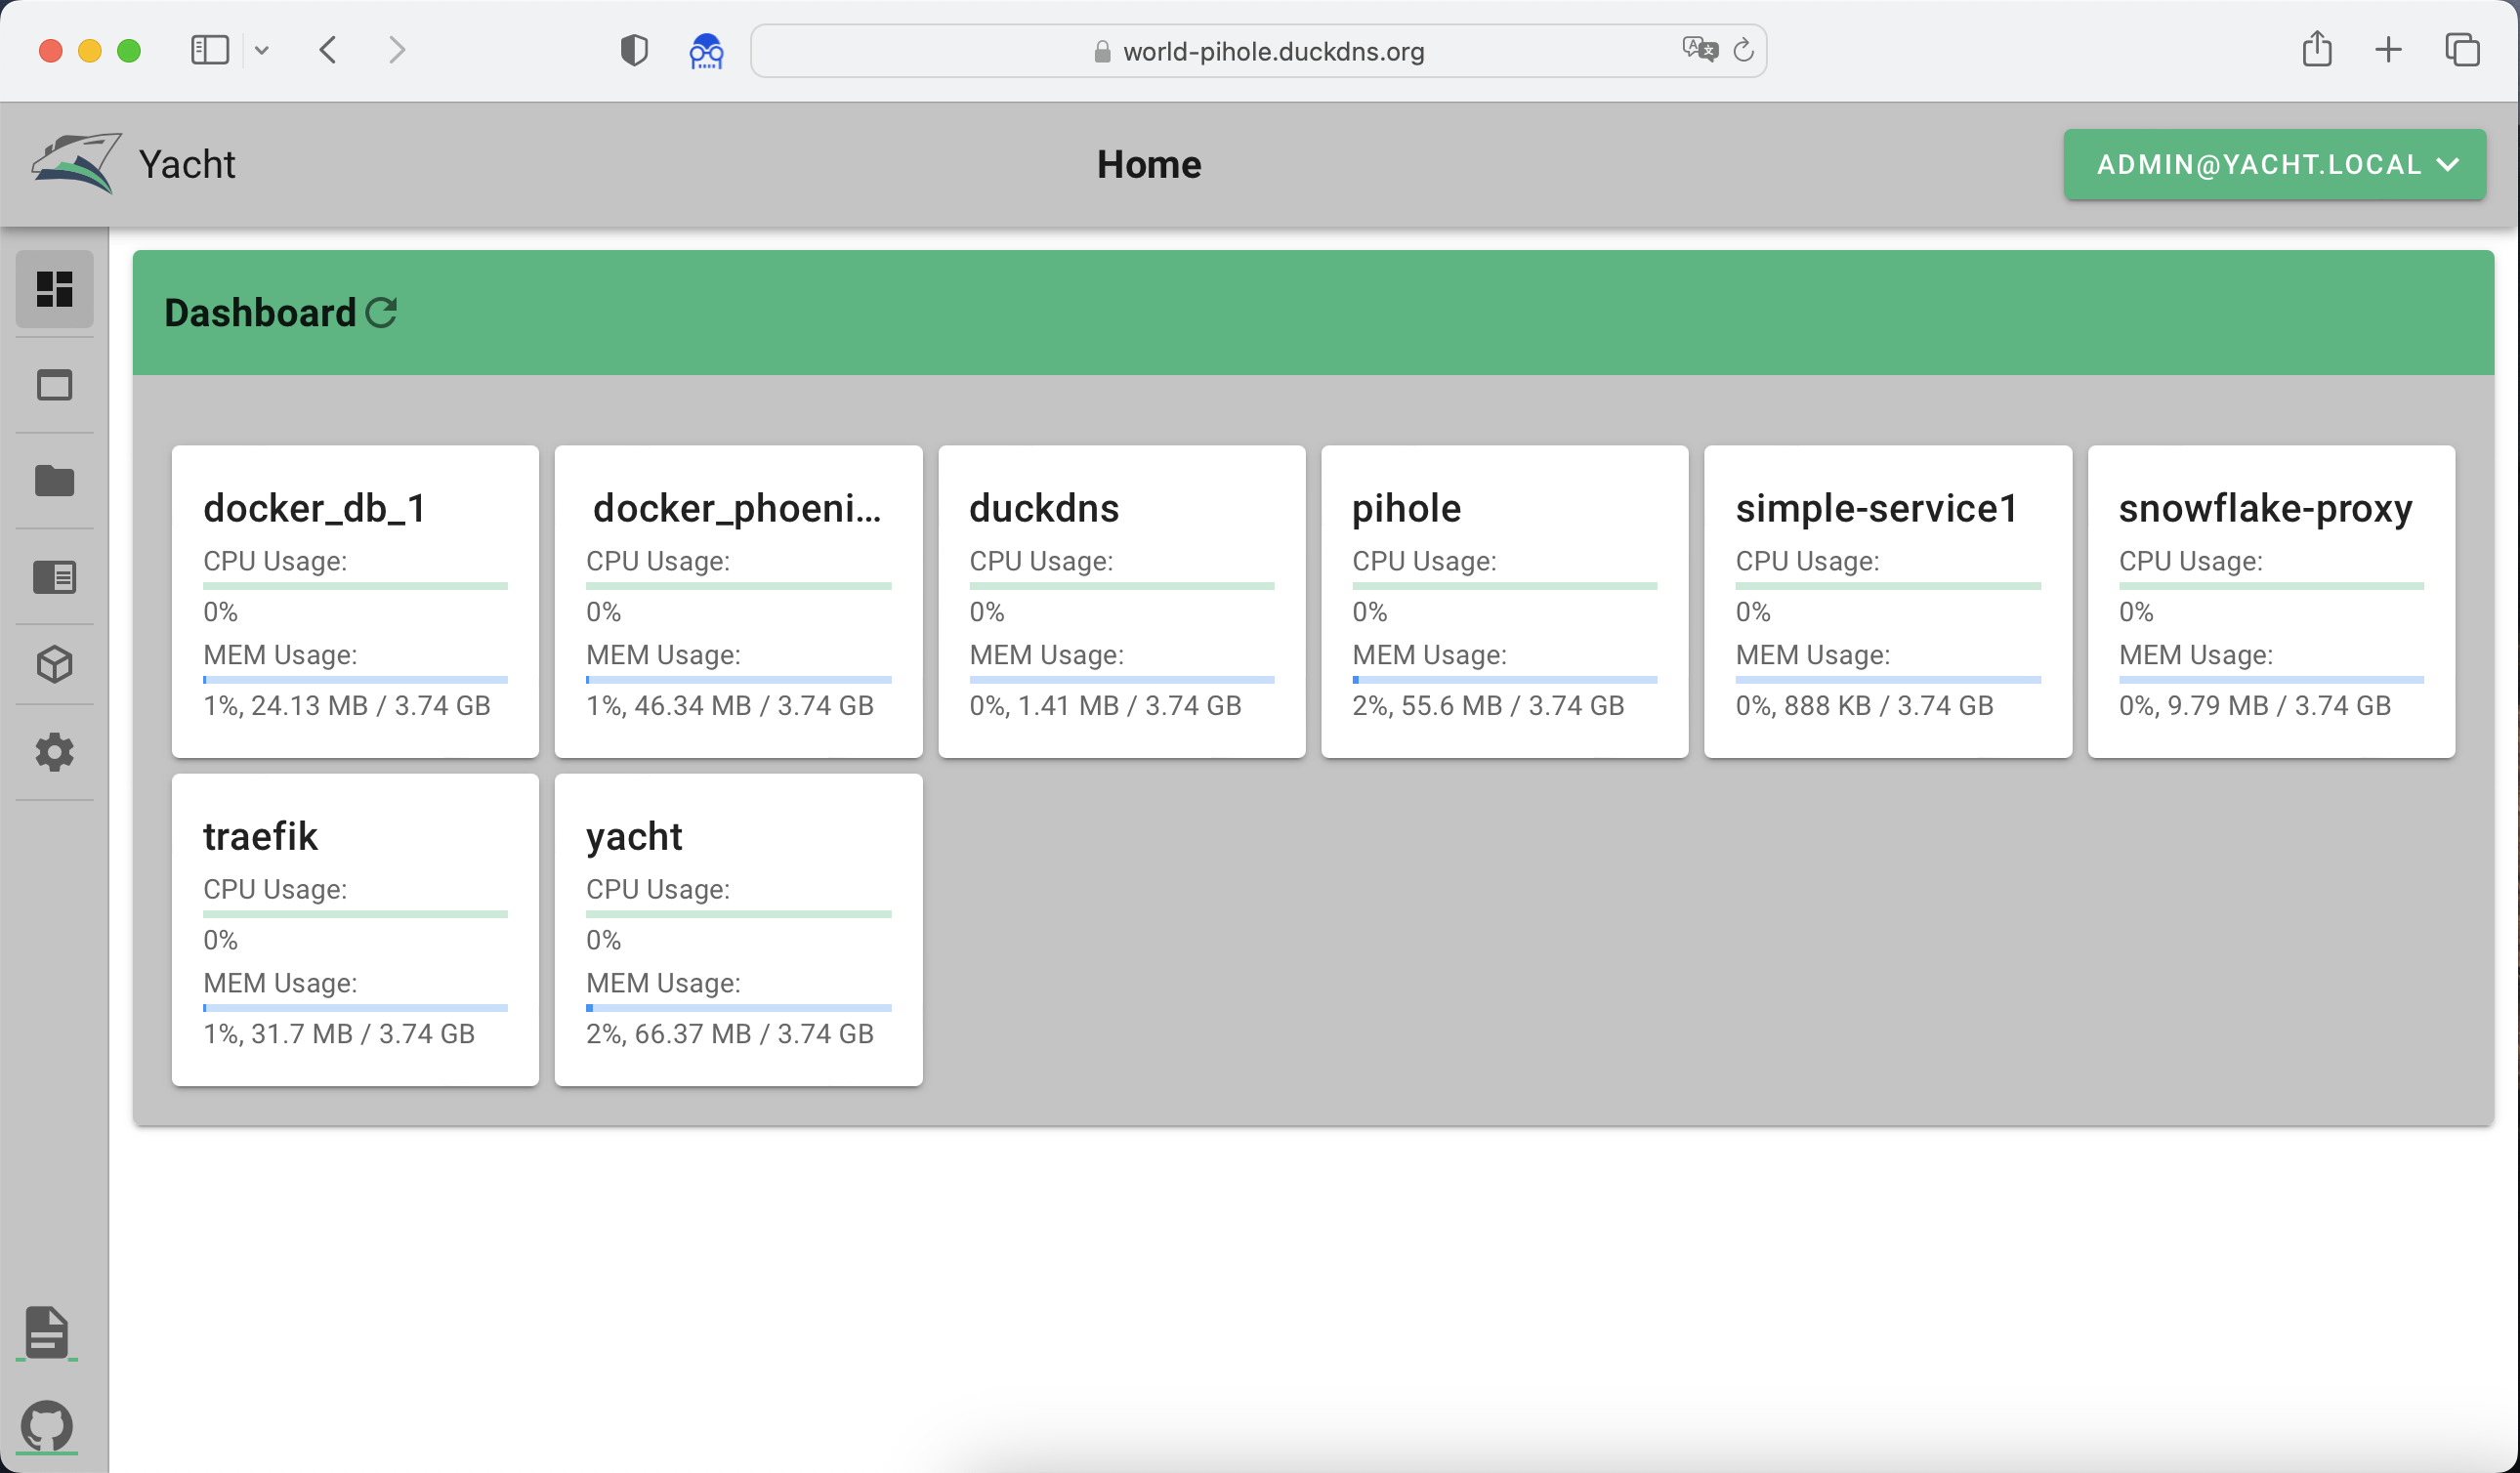 world-pihole.duckdns.org
Yacht
Home
ADMIN@YACHT.LOCAL
Dashboard
docker_db_1
CPU Usage:
0%
MEM Usage:
1%, 24.13 MB / 3.74 GB
docker_phoeni...
CPU Usage:
0%
MEM Usage:
1%, 46.34 MB / 3.74 GB
duckdns
CPU Usage:
0%
MEM Usage:
0%, 1.41 MB / 3.74 GB
pihole
CPU Usage:
0%
MEM Usage:
2%, 55.6 MB / 3.74 GB
simple-service1
CPU Usage:
0%
MEM Usage:
0%, 888 KB / 3.74 GB
snowflake-proxy
CPU Usage:
0%
MEM Usage:
0%, 9.79 MB / 3.74 GB
traefik
CPU Usage:
0%
MEM Usage:
1%, 31.7 MB / 3.74 GB
yacht
CPU Usage:
0%
MEM Usage:
2%, 66.37 MB / 3.74 GB